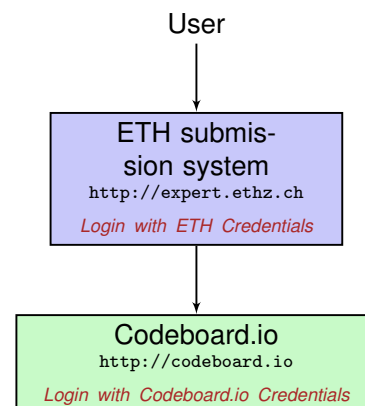 User
ETH submis-
sion system
http://expert.ethz.ch
Login with ETH Credentials
Codeboard.io
http://codeboard.io
Login with Codeboard.io Credentials